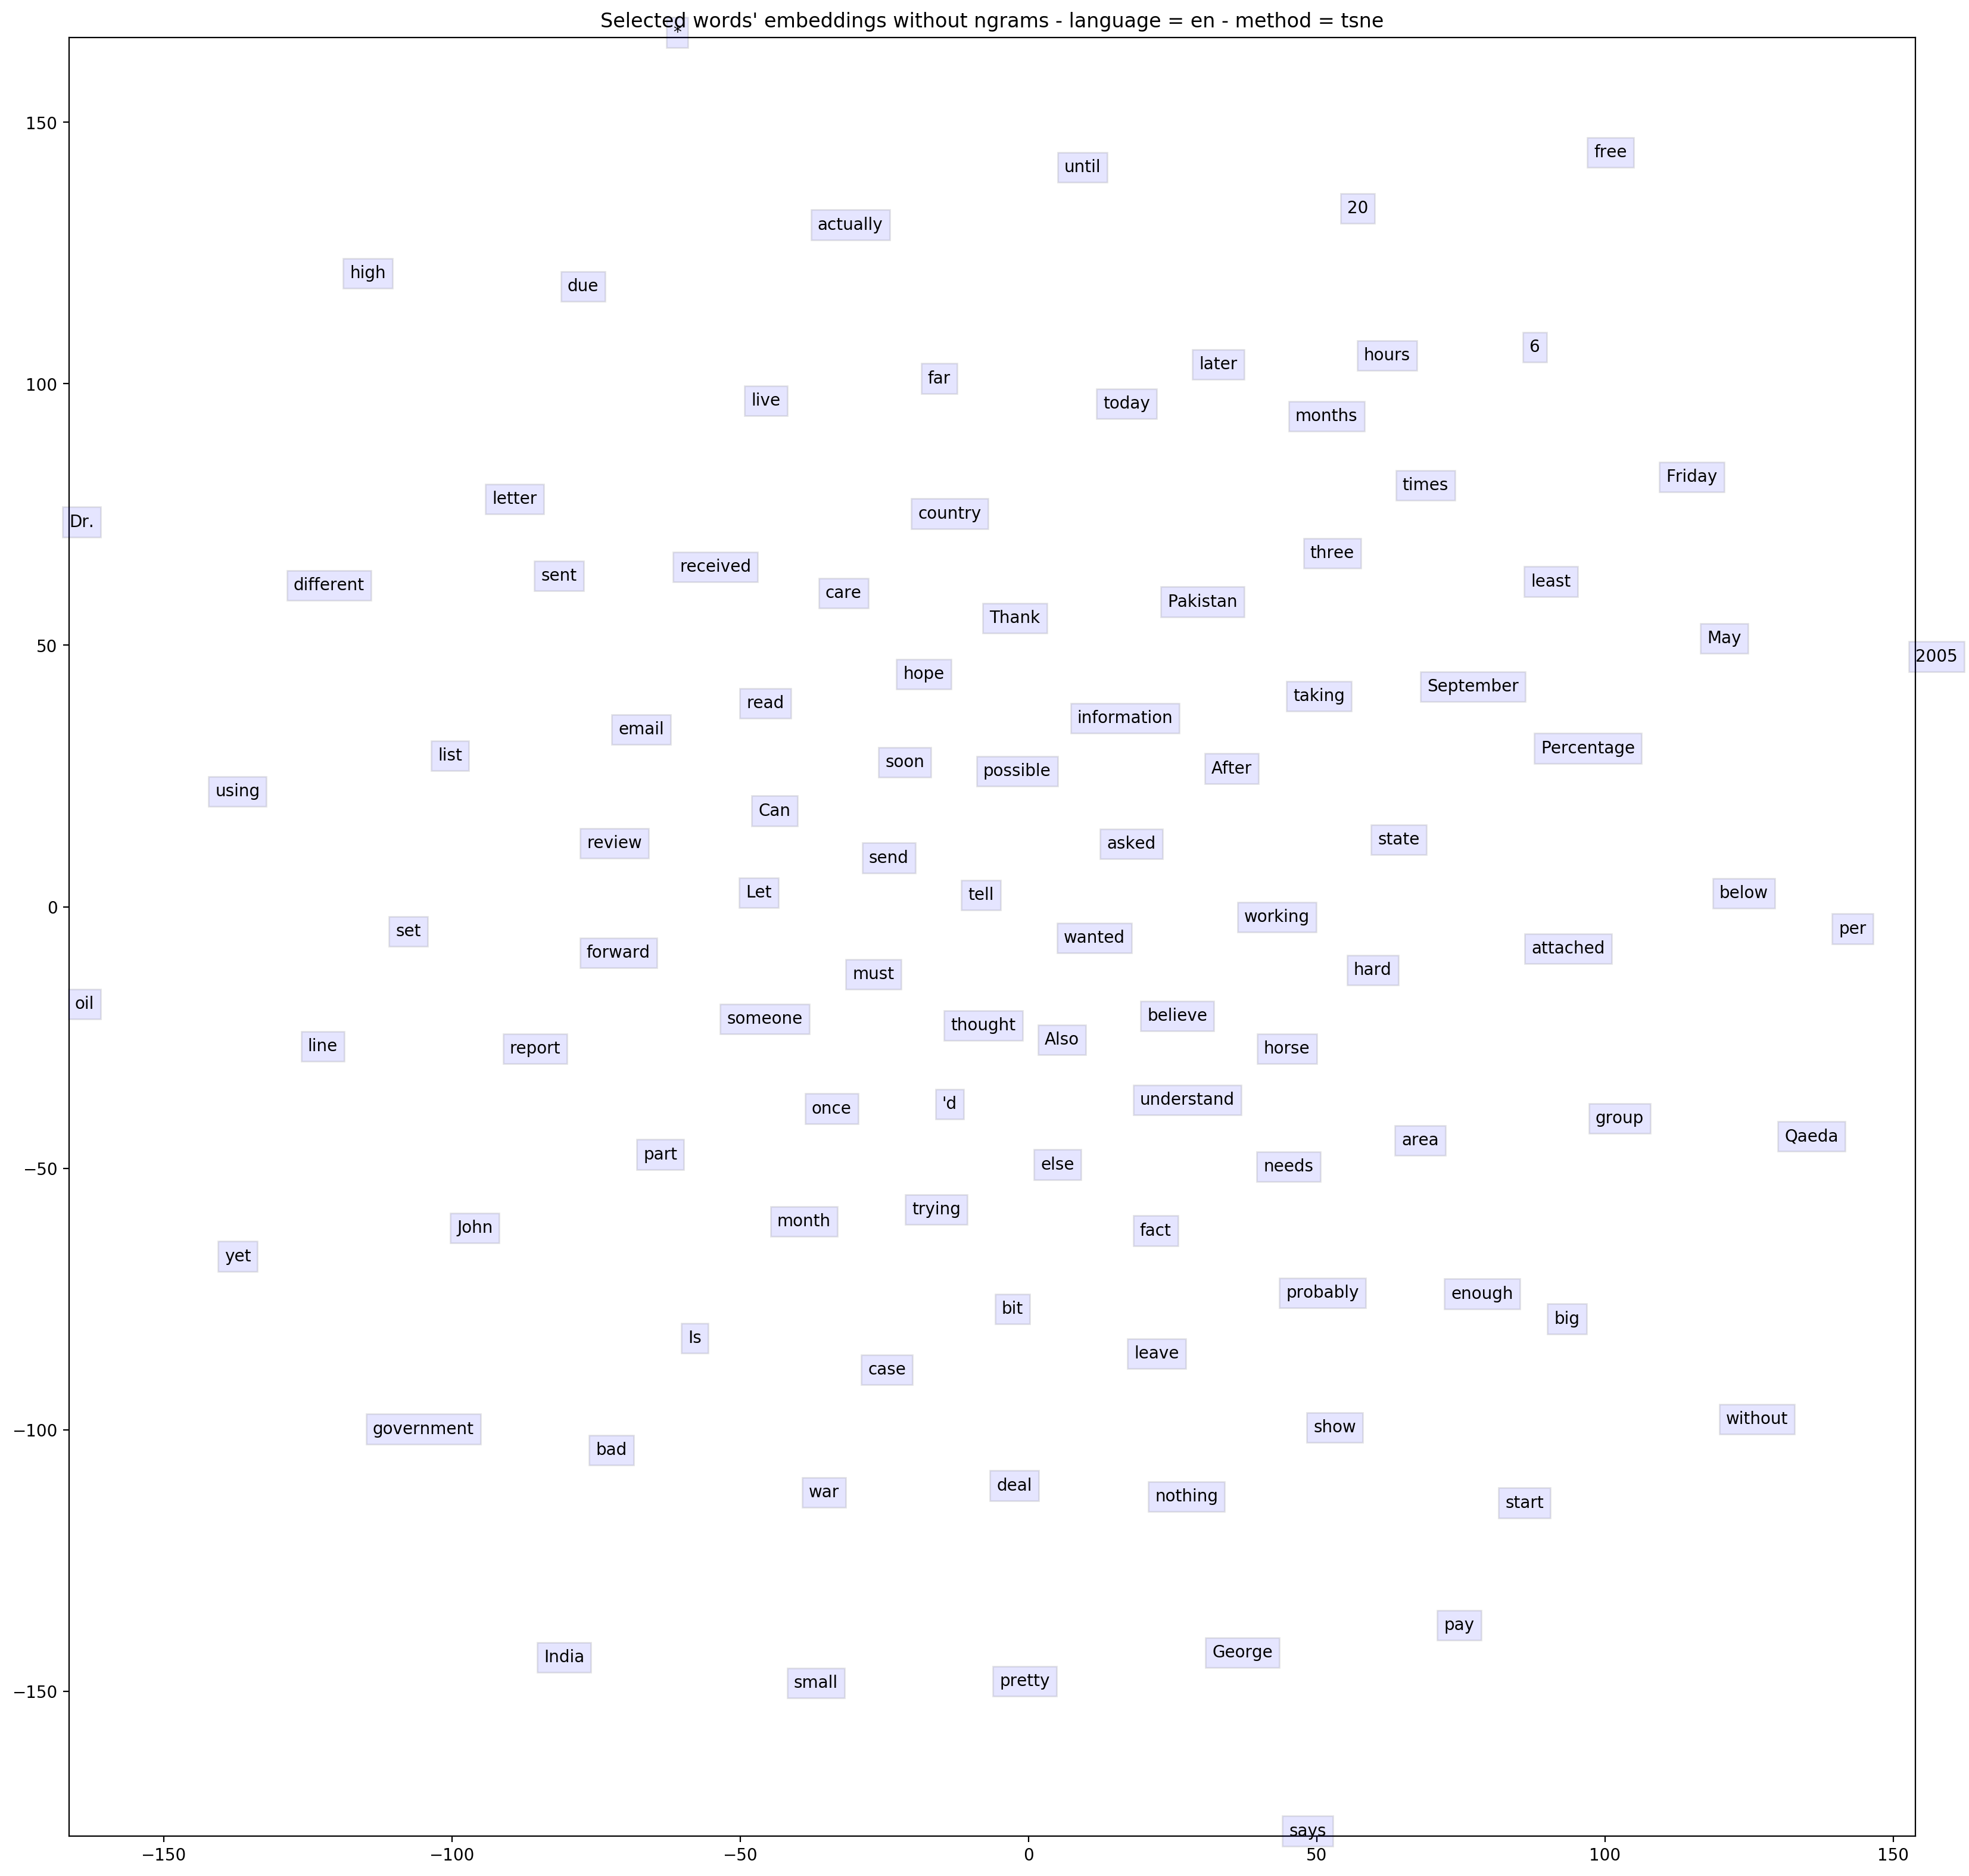 Selected words' embeddings without ngrams - language = en - method = tsne
*
150
until
free
20
actually
high
due
later
hours
6
100
far
live
today
months
letter
Friday
times
Dr.
country
three
different
sent
received
care
least
Pakistan
Thank
50
May
2005
hope
read
taking
September
email
information
list
Percentage
soon
possible
After
using
Can
review
asked
state
send
Let
tell
0
below
set
wanted
working
per
forward
must
hard
attached
oil
someone
thought
believe
Also
line
report
horse
once
'd
understand
group
part
area
Qaeda
−50
else
needs
month
trying
John
fact
yet
bit
probably
enough
big
Is
case
leave
government
bad
show
without
−100
war
deal
nothing
start
pay
India
George
small
pretty
−150
says
−150 −100 −50 0 50 100 150